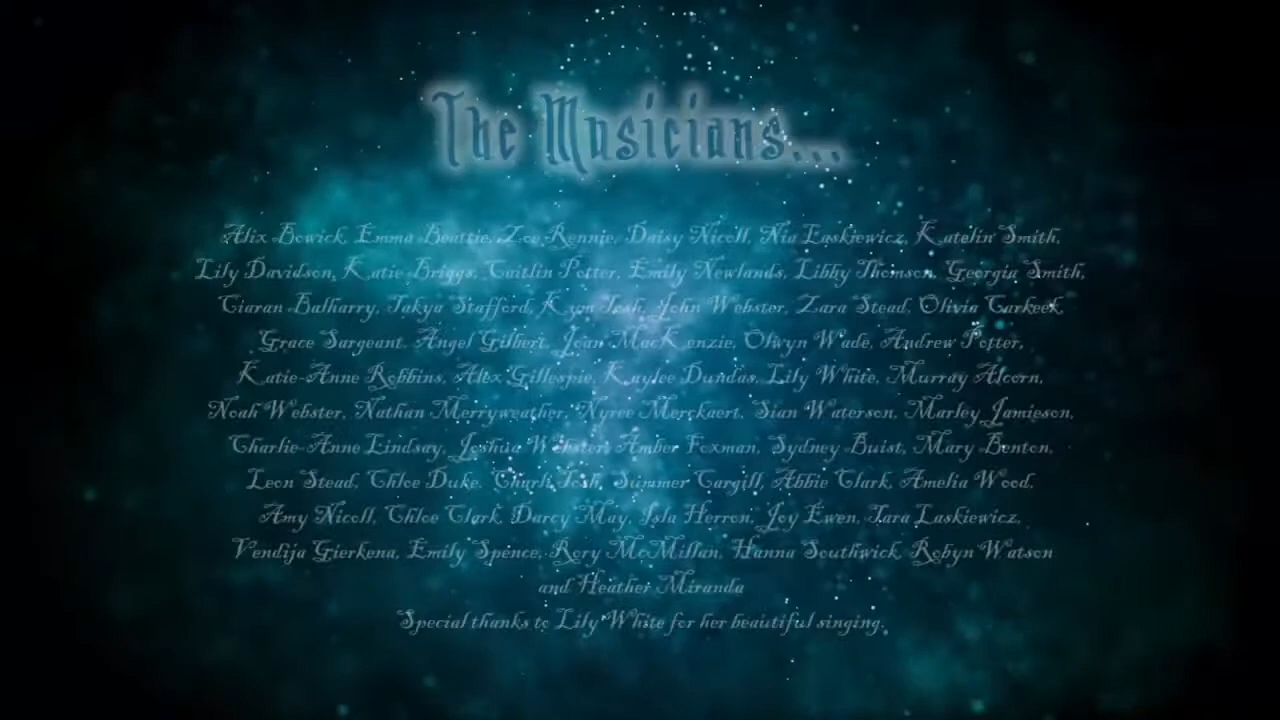 The Musicians...
Alix Bowick, Emma Beattie, Zoe Rennie, Daisy Nicoll, Nia Laskiewicz, Katelin Smith,
Lily Davidson, Katie Briggs, Caitlin Potter, Emily Newlands, Libby Thomson, Georgia Smith,
Ciaran Balharry, Jakya Stafford, Kyra Josh, John Webster, Zara Stead, Olivia Carkeek,
Grace Sargeant, Angel Gilbert, Joan MacKenzie, Olwyn Wade, Andrew Potter,
Katie-Anne Robbins, Alex Gillespie, Kaylee Dundas, Lily White, Murray Alcorn,
Noah Webster, Nathan Merryweather, Nyree Merckaert, Sian Waterson, Marley Jamieson,
Charlie-Anne Lindsay, Joshua Webster, Amber Foxman, Sydney Buist, Mary Benton,
Leon Stead, Chloe Duke, Charli Josh, Summer Cargill, Abbie Clark, Amelia Wood,
Amy Nicoll, Chloe Clark, Darcy May, Isla Herron, Joy Ewen, Tara Laskiewicz,
Vendija Gierkena, Emily Spence, Rory McMillan, Hanna Southwick, Robyn Watson
and Heather Miranda
Special thanks to Lily White for her beautiful singing.